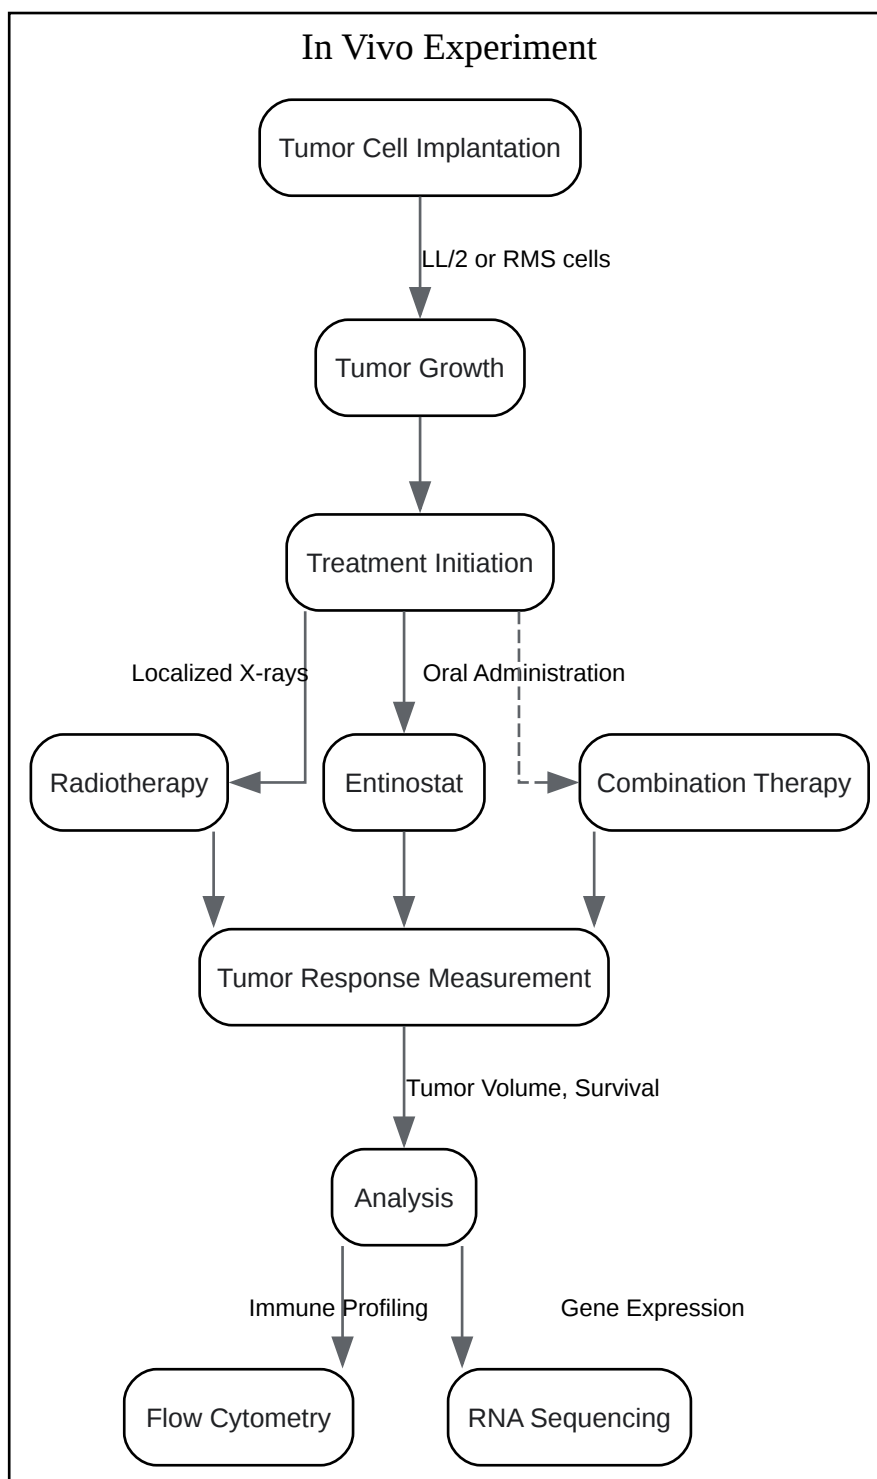 In Vivo Experiment
Tumor Cell Implantation
LL/2 or RMS cells
Tumor Growth
Treatment Initiation
Localized X-rays
Oral Administration
Radiotherapy
Entinostat
Combination Therapy
Tumor Response Measurement
Tumor Volume, Survival
Analysis
Immune Profiling
Gene Expression
Flow Cytometry
RNA Sequencing